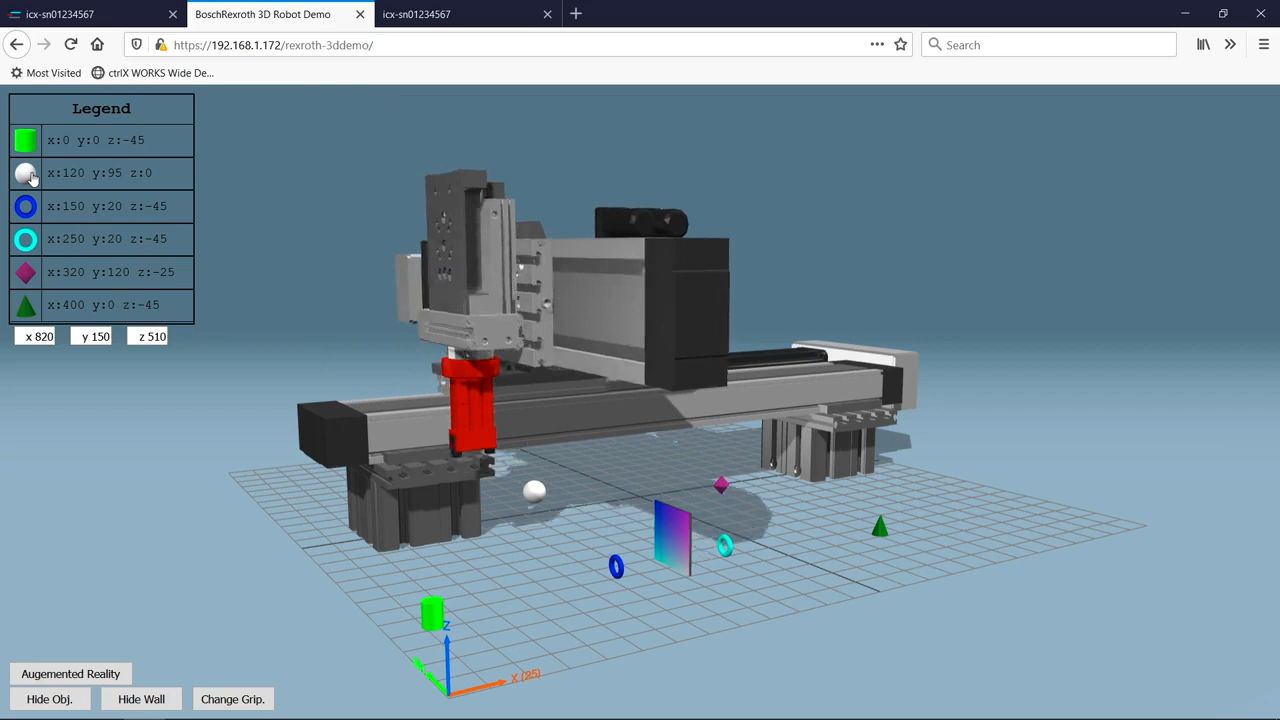 icx-sn01234567
BoschRexroth 3D Robot Demo
icx-sn01234567
https://192.168.1.172/rexroth-3ddemo/
Search
Most Visited
ctrlX WORKS Wide De...
Legend
x:0 y:0 z:-45
x:120 y:95 z:0
x:150 y:20 z:-45
x:250 y:20 z:-45
x:320 y:120 z:-25
x:400 y:0 z:-45
x 820
y 150
z 510
Z
X (95)
Augmented Reality
Hide Obj.
Hide Wall
Change Grip.